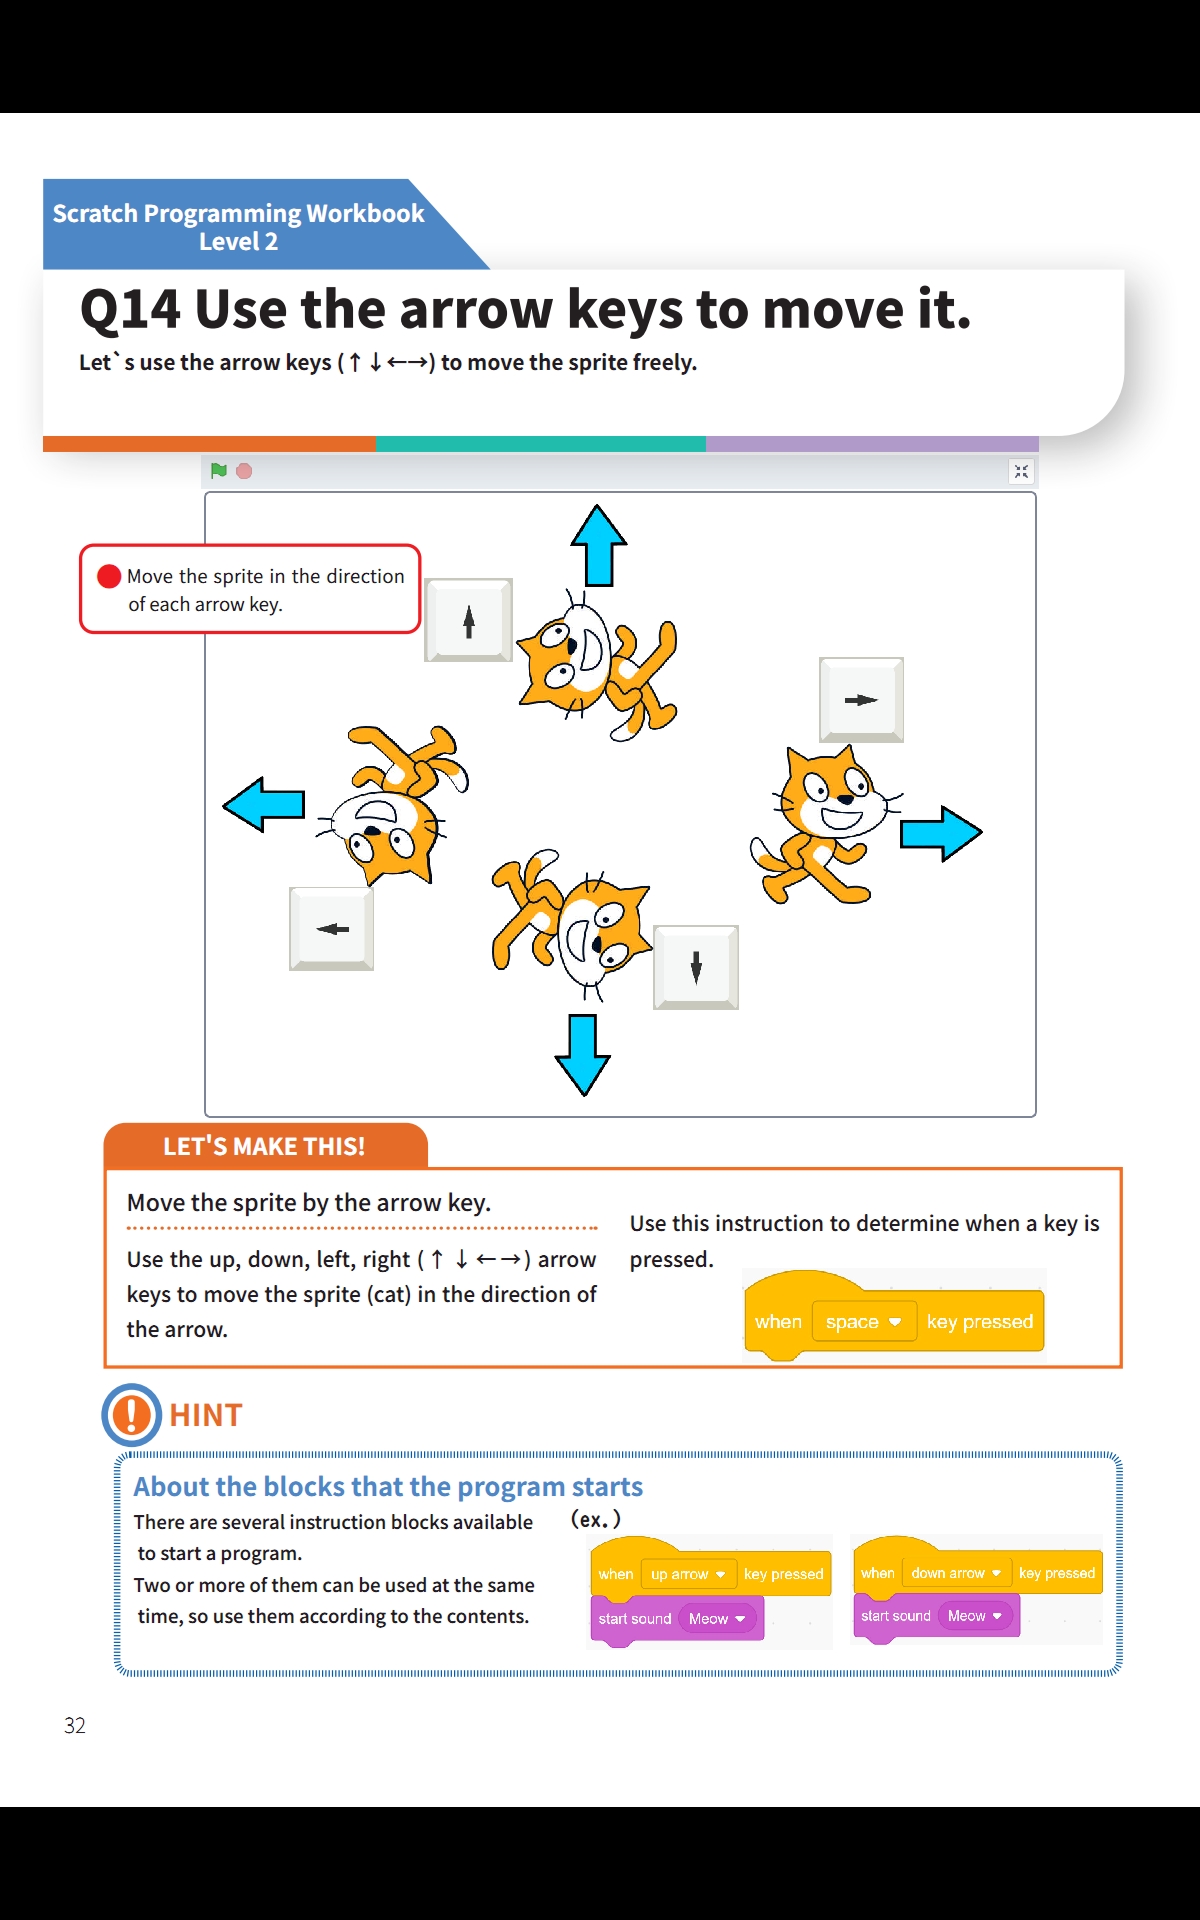 Scratch Programming Workbook
Level 2
Q14 Use the arrow keys to move it.
Let`s use the arrow keys (↑↓←→) to move the sprite freely.
Move the sprite in the direction
of each arrow key.
LET'S MAKE THIS!
Move the sprite by the arrow key.
Use the up, down, left, right (↑ ↓ ←→) arrow
keys to move the sprite (cat) in the direction of
the arrow.
Use this instruction to determine when a key is
pressed.
when space key pressed
HINT
About the blocks that the program starts
There are several instruction blocks available
to start a program.
Two or more of them can be used at the same
time, so use them according to the contents.
(ex.)
when up arrow key pressed
start sound Meow
when down arrow key pressed
start sound Meow
32